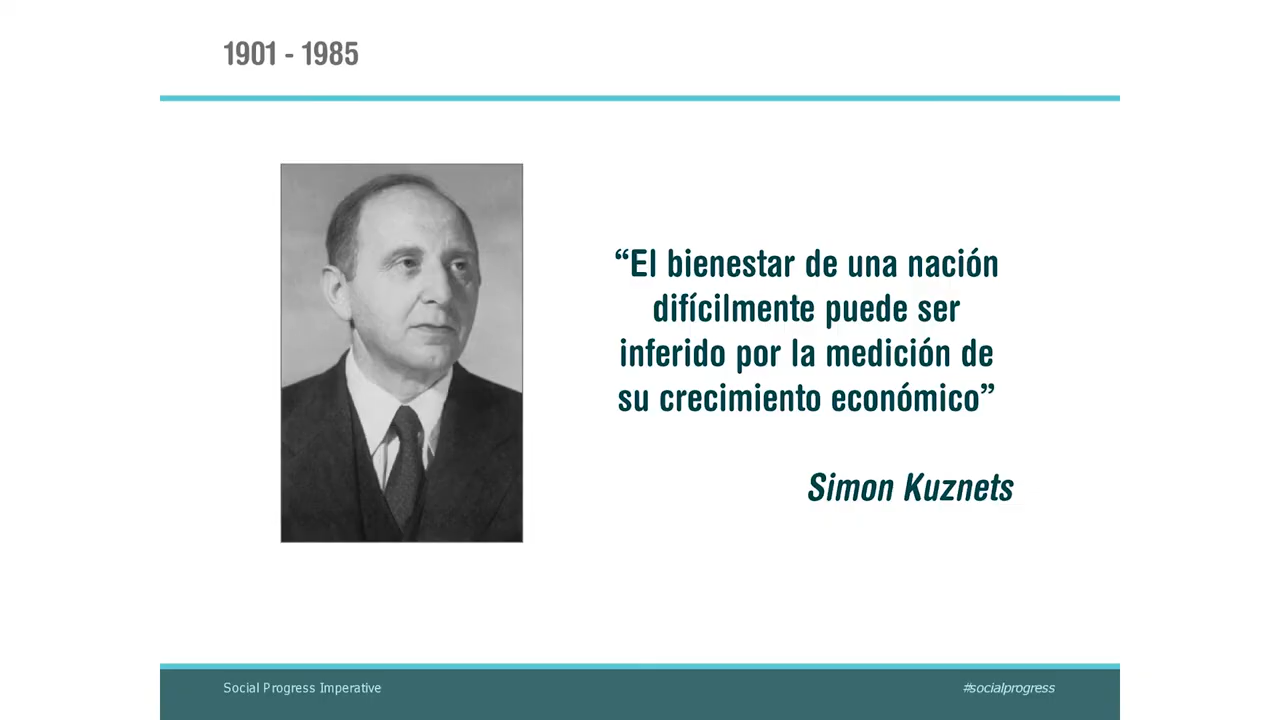 1901 - 1985
“El bienestar de una nación
difícilmente puede ser
inferido por la medición de
su crecimiento económico”
Simon Kuznets
Social Progress Imperative
#socialprogress